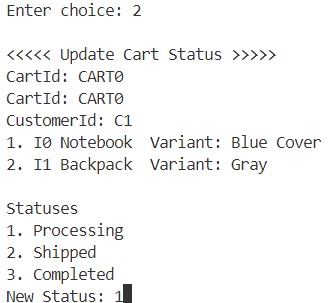 Enter choice: 2
<<<<< Update Cart Status >>>>>
CartId: CART0
CartId: CART0
CustomerId: C1
1. I0 Notebook  Variant: Blue Cover
2. I1 Backpack  Variant: Gray
Statuses
1. Processing
2. Shipped
3. Completed
New Status: 1